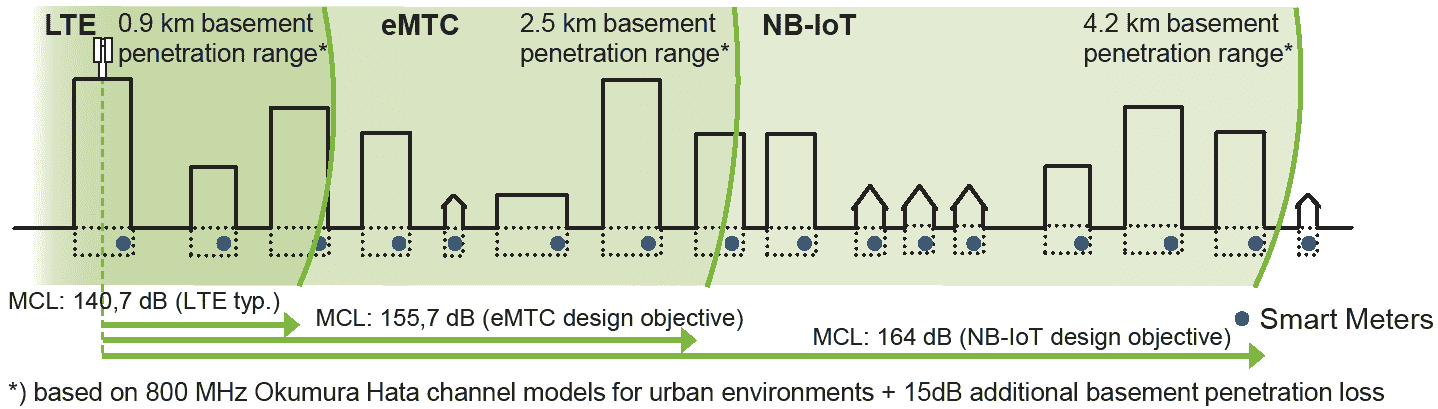 LTE
0.9 km basement
penetration range*
eMTC
2.5 km basement
penetration range*
NB-IoT
4.2 km basement
penetration range*
MCL: 140,7 dB (LTE typ.)
MCL: 155,7 dB (eMTC design objective)
MCL: 164 dB (NB-IoT design objective)
Smart Meters
*) based on 800 MHz Okumura Hata channel models for urban environments + 15dB additional basement penetration loss